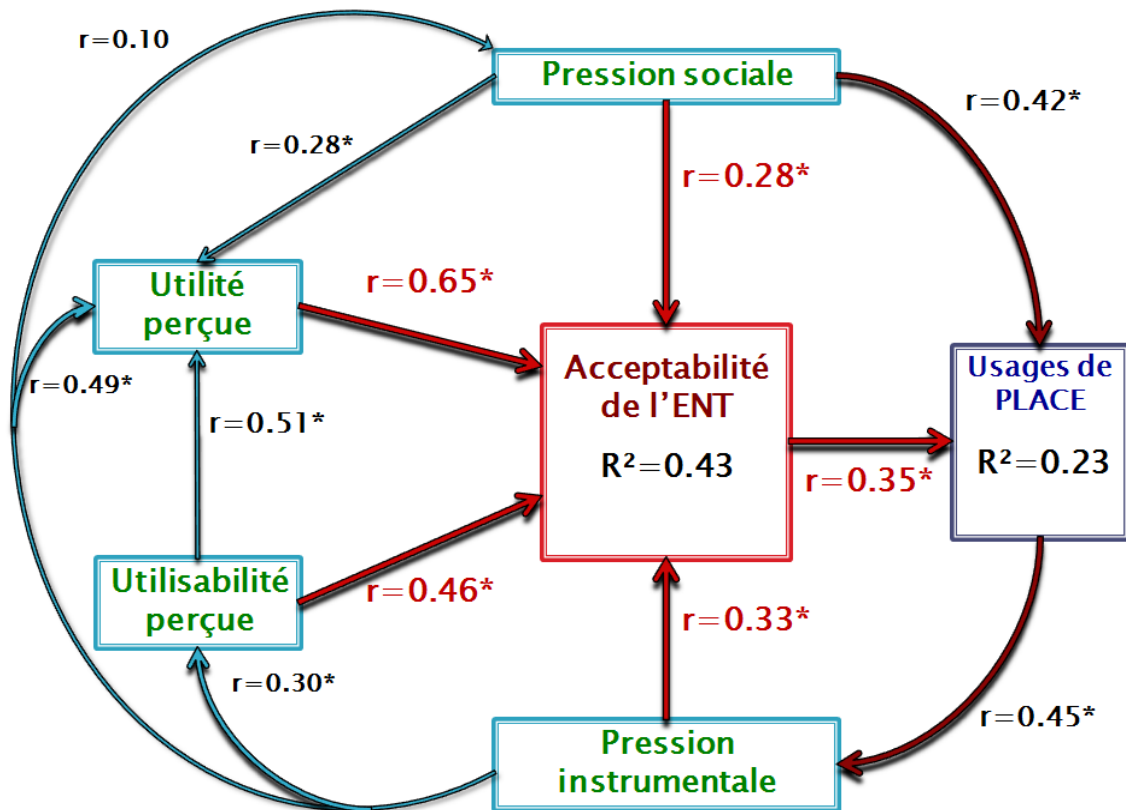 r=0.10
Pression sociale
r=0.42*
r=0.28*
r=0.28*
Utilité
perçue
r=0.65*
r=0.49*
r=0.51*
Acceptabilité
de l’ENT
R²=0.43
Usages de
PLACE
R²=0.23
r=0.35*
Utilisabilité
perçue
r=0.46*
r=0.33*
r=0.30*
r=0.45*
Pression
instrumentale